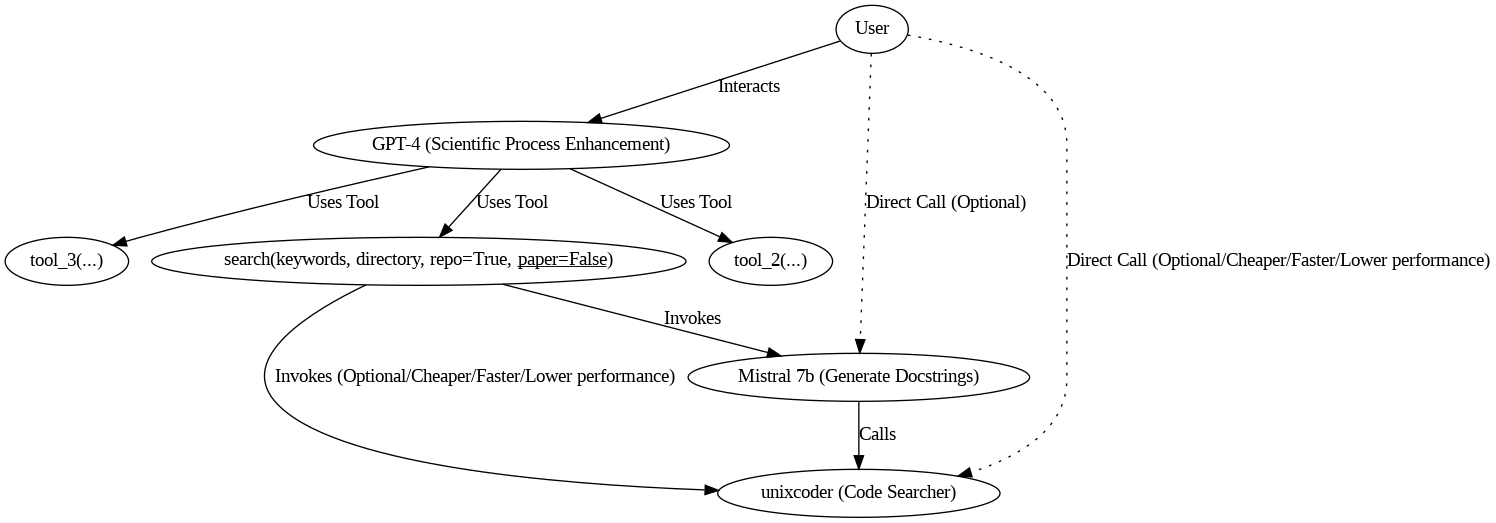 User
Interacts
GPT-4 (Scientific Process Enhancement)
Uses Tool
Uses Tool
Uses Tool
Direct Call (Optional)
tool_3(...)
search(keywords, directory, repo=True, paper=False)
tool_2(...)
Direct Call (Optional/Cheaper/Faster/Lower performance)
Invokes
Invokes (Optional/Cheaper/Faster/Lower performance)
Mistral 7b (Generate Docstrings)
Calls
unixcoder (Code Searcher)